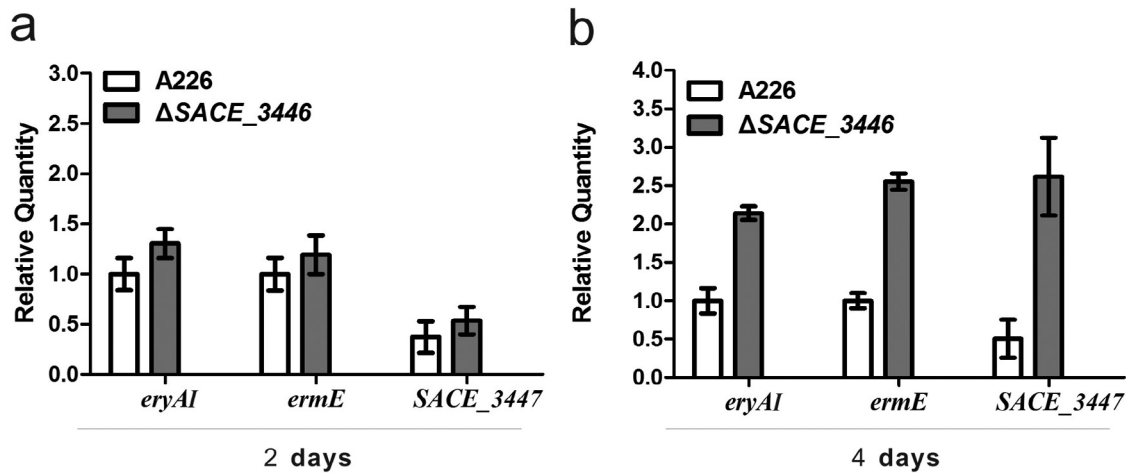 a
Relative Quantity
3.0
2.5
2.0
1.5
1.0
0.5
0.0
A226
ΔSACE_3446
eryAI ermE SACE_3447
2 days
b
Relative Quantity
4.0
3.5
3.0
2.5
2.0
1.5
1.0
0.5
0.0
A226
ΔSACE_3446
eryAI ermE SACE_3447
4 days